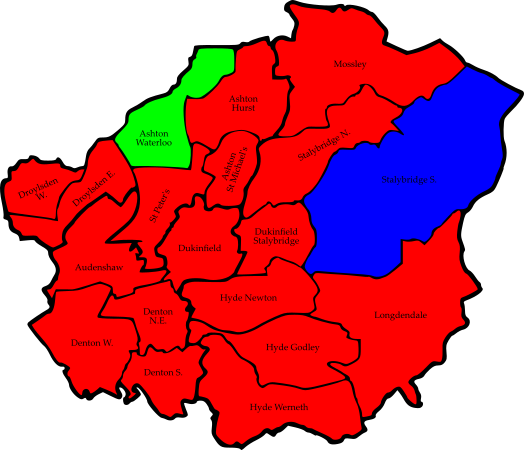 Mossley
Ashton
Hurst
Ashton
Waterloo
Stalybridge N.
Ashton
St Michael's
Stalybridge S.
Droylsden
W.
Droylsden E.
St Peter's
Dukinfield
Dukinfield
Stalybridge
Audenshaw
Hyde Newton
Denton
N.E.
Longdendale
Denton W.
Hyde Godley
Denton S.
Hyde Werneth